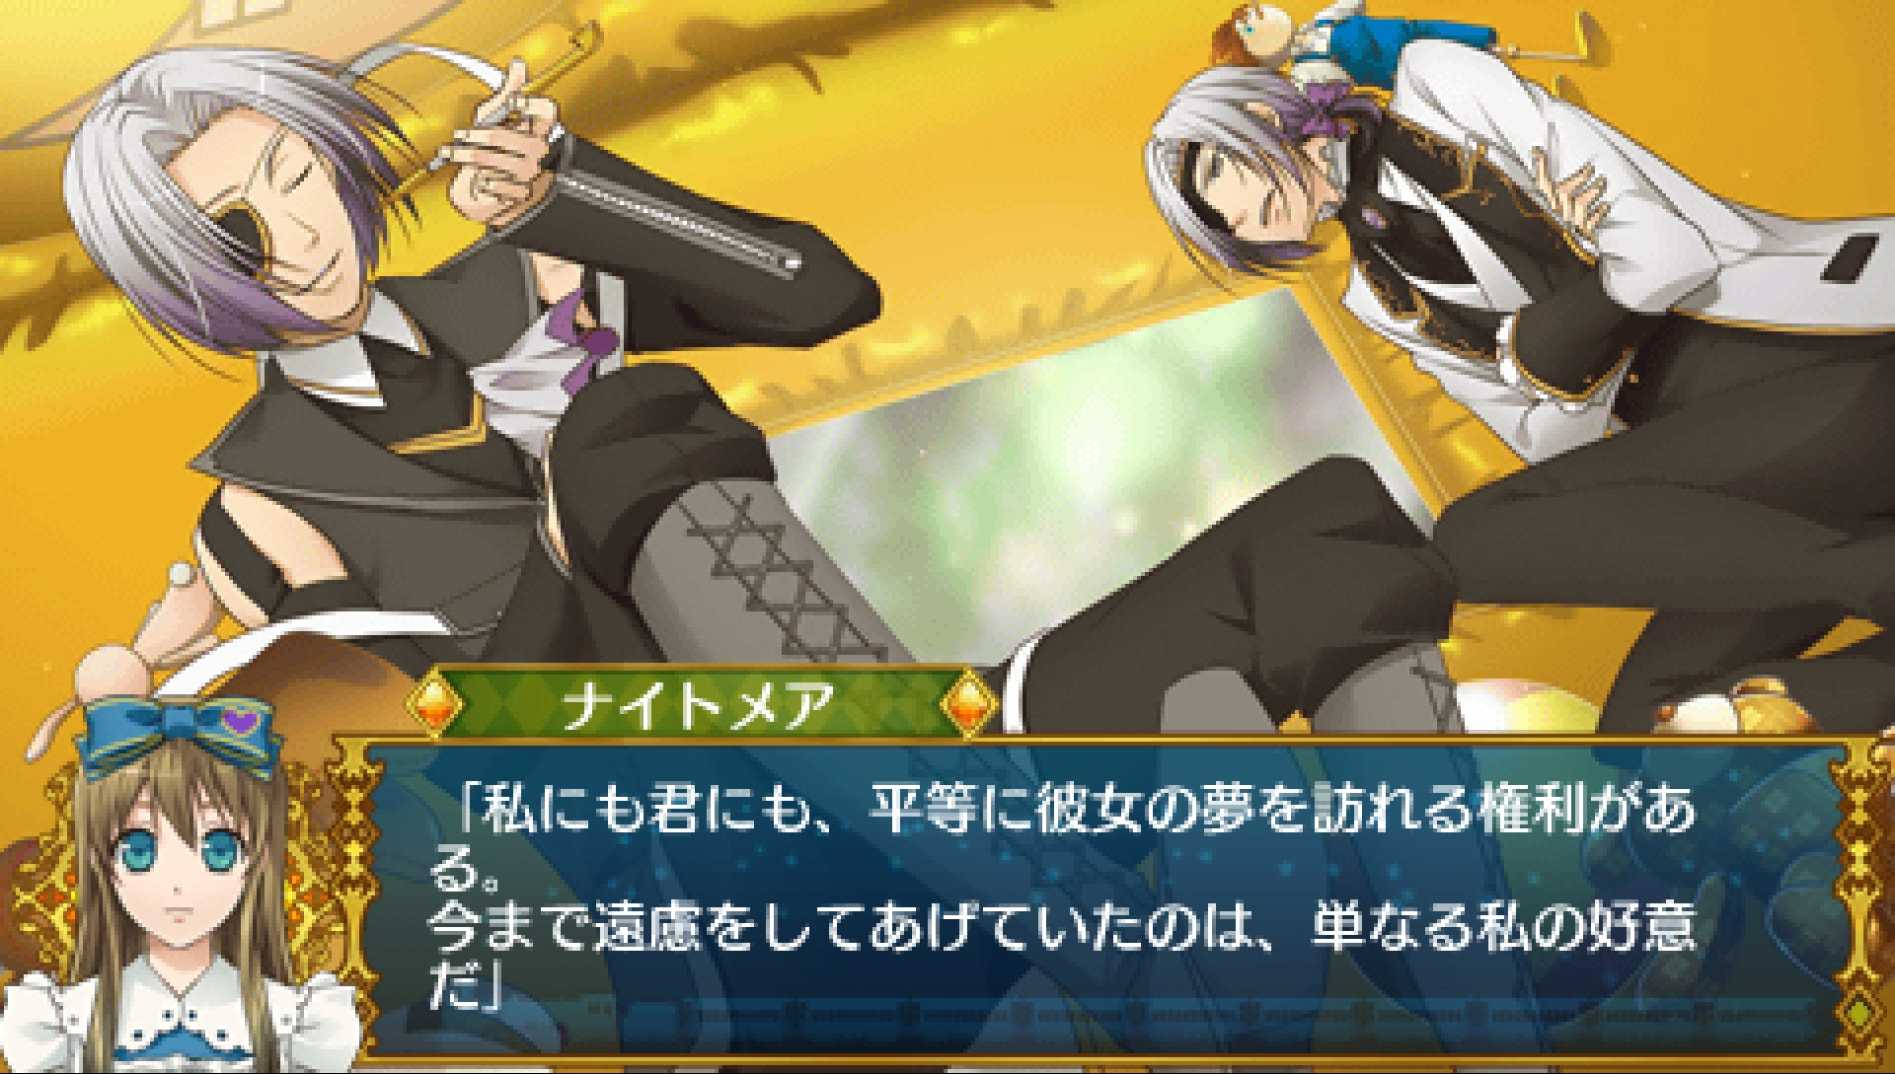 ナイトメア
「私にも君にも、平等に彼女の夢を訪れる権利があ
る。
今まで遠慮をしてあげていたのは、単なる私の好意
だ」